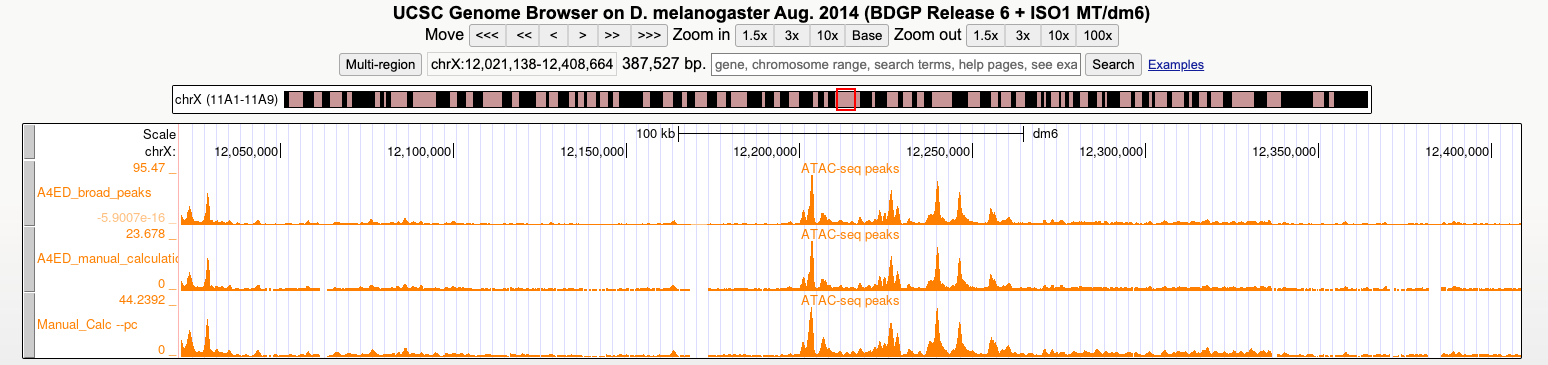 UCSC Genome Browser on D. melanogaster Aug. 2014 (BDGP Release 6 + ISO1 MT/dm6)
Move <<< << < > >> >>> Zoom in 1.5x 3x 10x Base Zoom out 1.5x 3x 10x 100x
Multi-region chrX:12,021,138-12,408,664 387,527 bp. gene, chromosome range, search terms, help pages, see exa Search Examples
chrX (11A1-11A9)
Scale 100 kb dm6
chrX: 12,050,000 12,100,000 12,150,000 12,200,000 12,250,000 12,300,000 12,350,000 12,400,000
95.47 _ ATAC-seq peaks
A4ED_broad_peaks
-5.9007e-16 _
23.678 _ ATAC-seq peaks
A4ED_manual_calculatio
0 _
44.2392 _ ATAC-seq peaks
Manual_Calc --pc
0 _